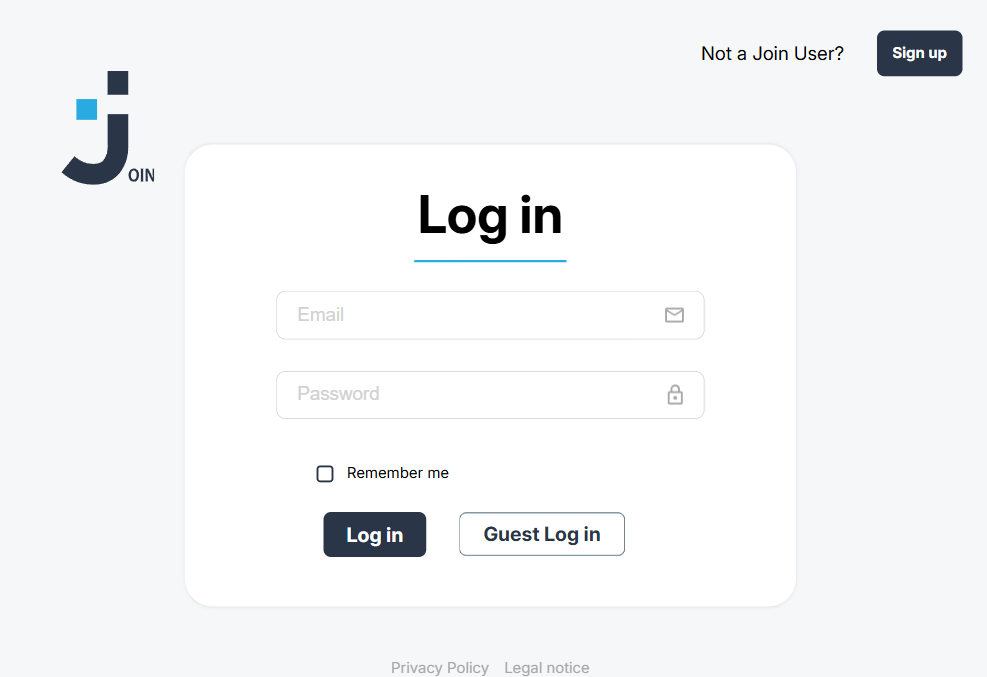 Not a Join User?
Sign up
JOIN
Log in
Email
Password
Remember me
Log in
Guest Log in
Privacy Policy Legal notice